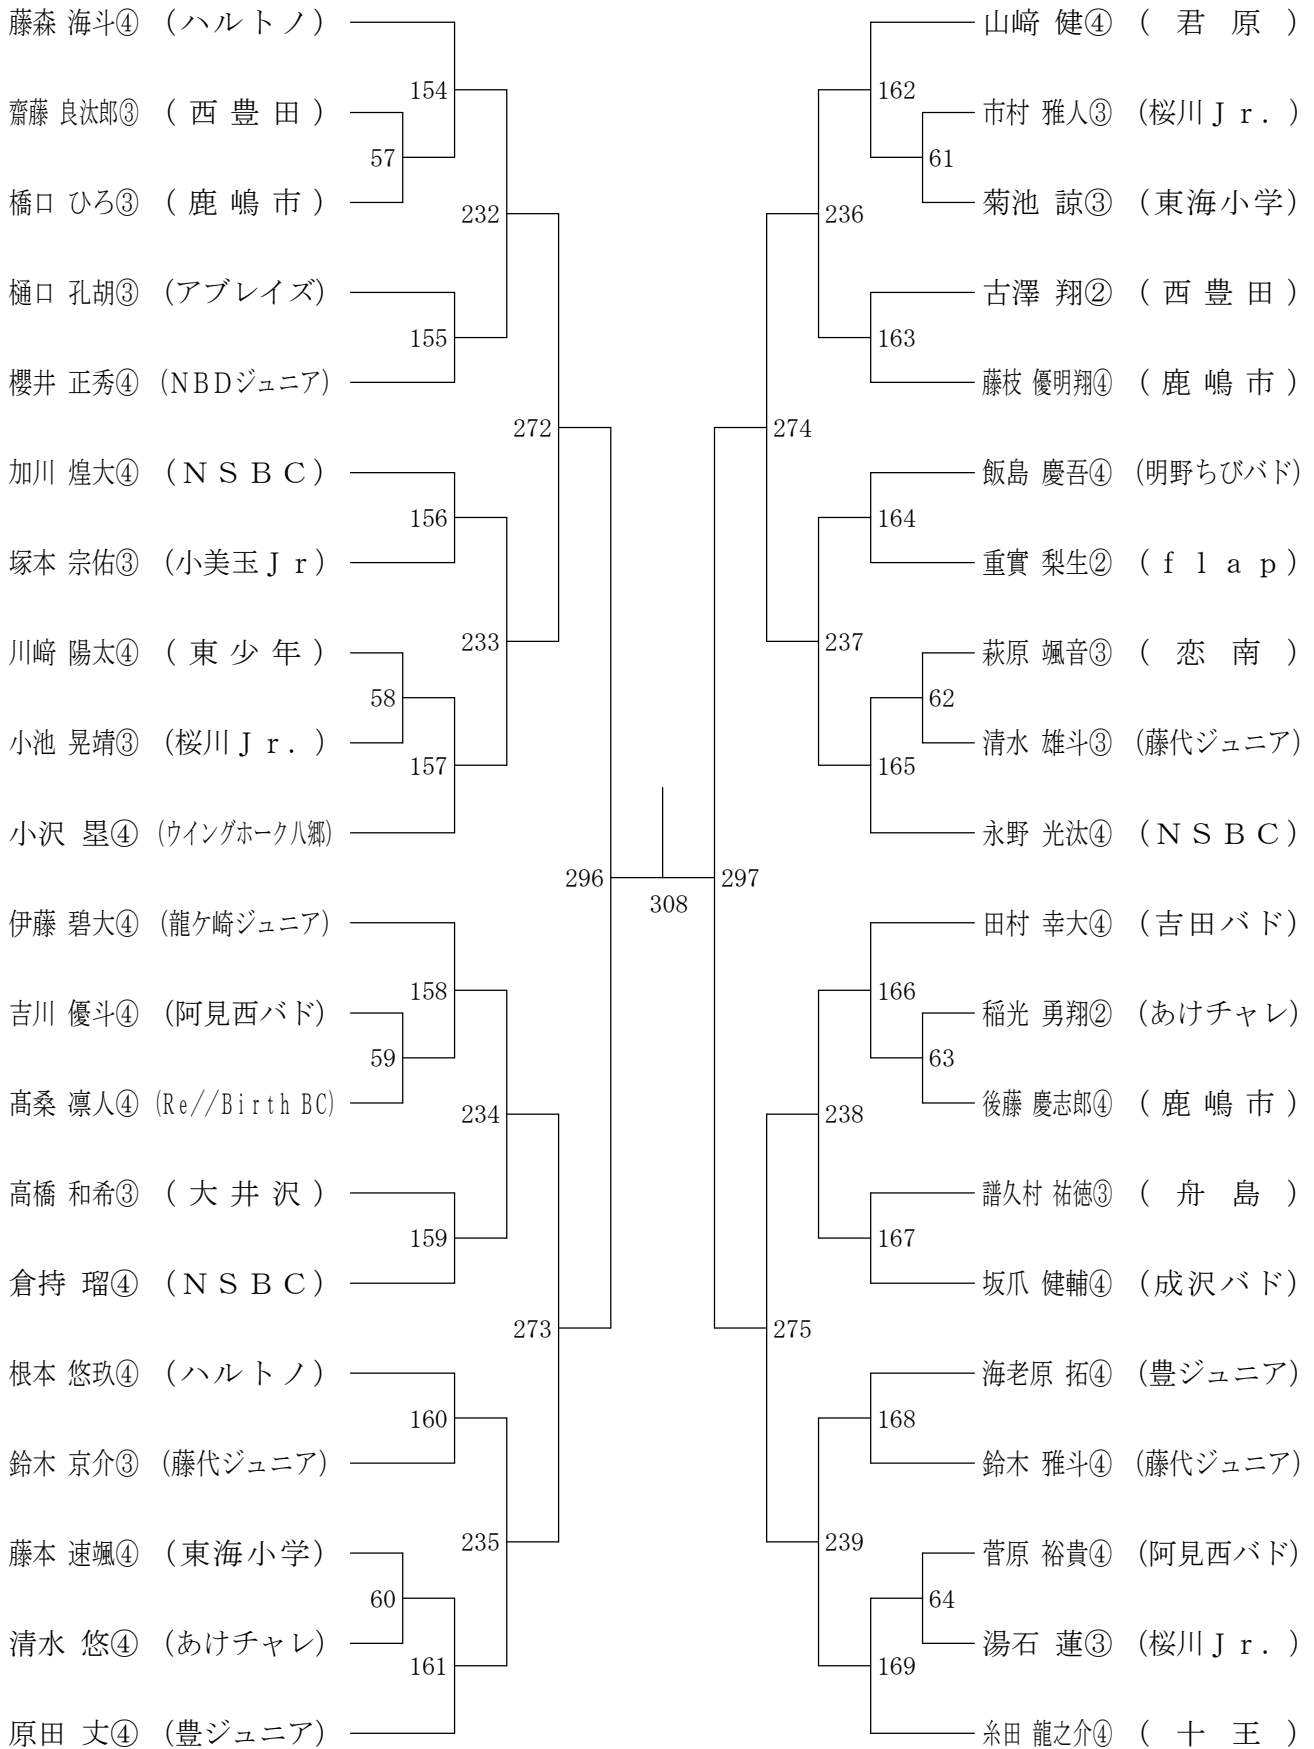 藤森 海斗④ (ハルトノ)
154
齋藤 良汰郎③ (西豊田)
57
橋口 ひろ③ (鹿嶋市)
232
樋口 孔胡③ (アブレイズ)
155
櫻井 正秀④ (NBDジュニア)
272
加川 煌大④ (NSBC)
156
塚本 宗佑③ (小美玉Jr)
233
川﨑 陽太④ (東少年)
58
小池 晃靖③ (桜川Jr.)
157
小沢 塁④ (ウイングホーク八郷)
296
伊藤 碧大④ (龍ケ崎ジュニア)
158
吉川 優斗④ (阿見西バド)
59
髙桑 凛人④ (Re//Birth BC)
234
高橋 和希③ (大井沢)
159
倉持 瑠④ (NSBC)
273
根本 悠玖④ (ハルトノ)
160
鈴木 京介③ (藤代ジュニア)
235
藤本 速颯④ (東海小学)
60
清水 悠④ (あけチャレ)
161
原田 丈④ (豊ジュニア)
308
山﨑 健④ (君原)
162
市村 雅人③ (桜川Jr.)
61
菊池 諒③ (東海小学)
236
古澤 翔② (西豊田)
163
藤枝 優明翔④ (鹿嶋市)
274
飯島 慶吾④ (明野ちびバド)
164
重實 梨生② (flap)
237
萩原 颯音③ (恋南)
62
清水 雄斗③ (藤代ジュニア)
165
永野 光汰④ (NSBC)
297
田村 幸大④ (吉田バド)
166
稲光 勇翔② (あけチャレ)
63
後藤 慶志郎④ (鹿嶋市)
238
譜久村 祐徳③ (舟島)
167
坂爪 健輔④ (成沢バド)
275
海老原 拓④ (豊ジュニア)
168
鈴木 雅斗④ (藤代ジュニア)
239
菅原 裕貴④ (阿見西バド)
64
湯石 蓮③ (桜川Jr.)
169
糸田 龍之介④ (十王)